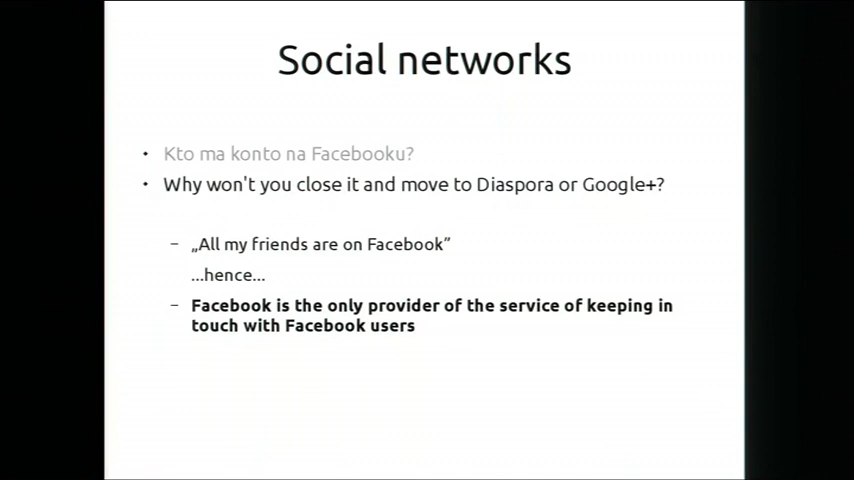 Social networks
• Kto ma konto na Facebooku?
• Why won't you close it and move to Diaspora or Google+?
– „All my friends are on Facebook”
...hence...
– Facebook is the only provider of the service of keeping in
touch with Facebook users